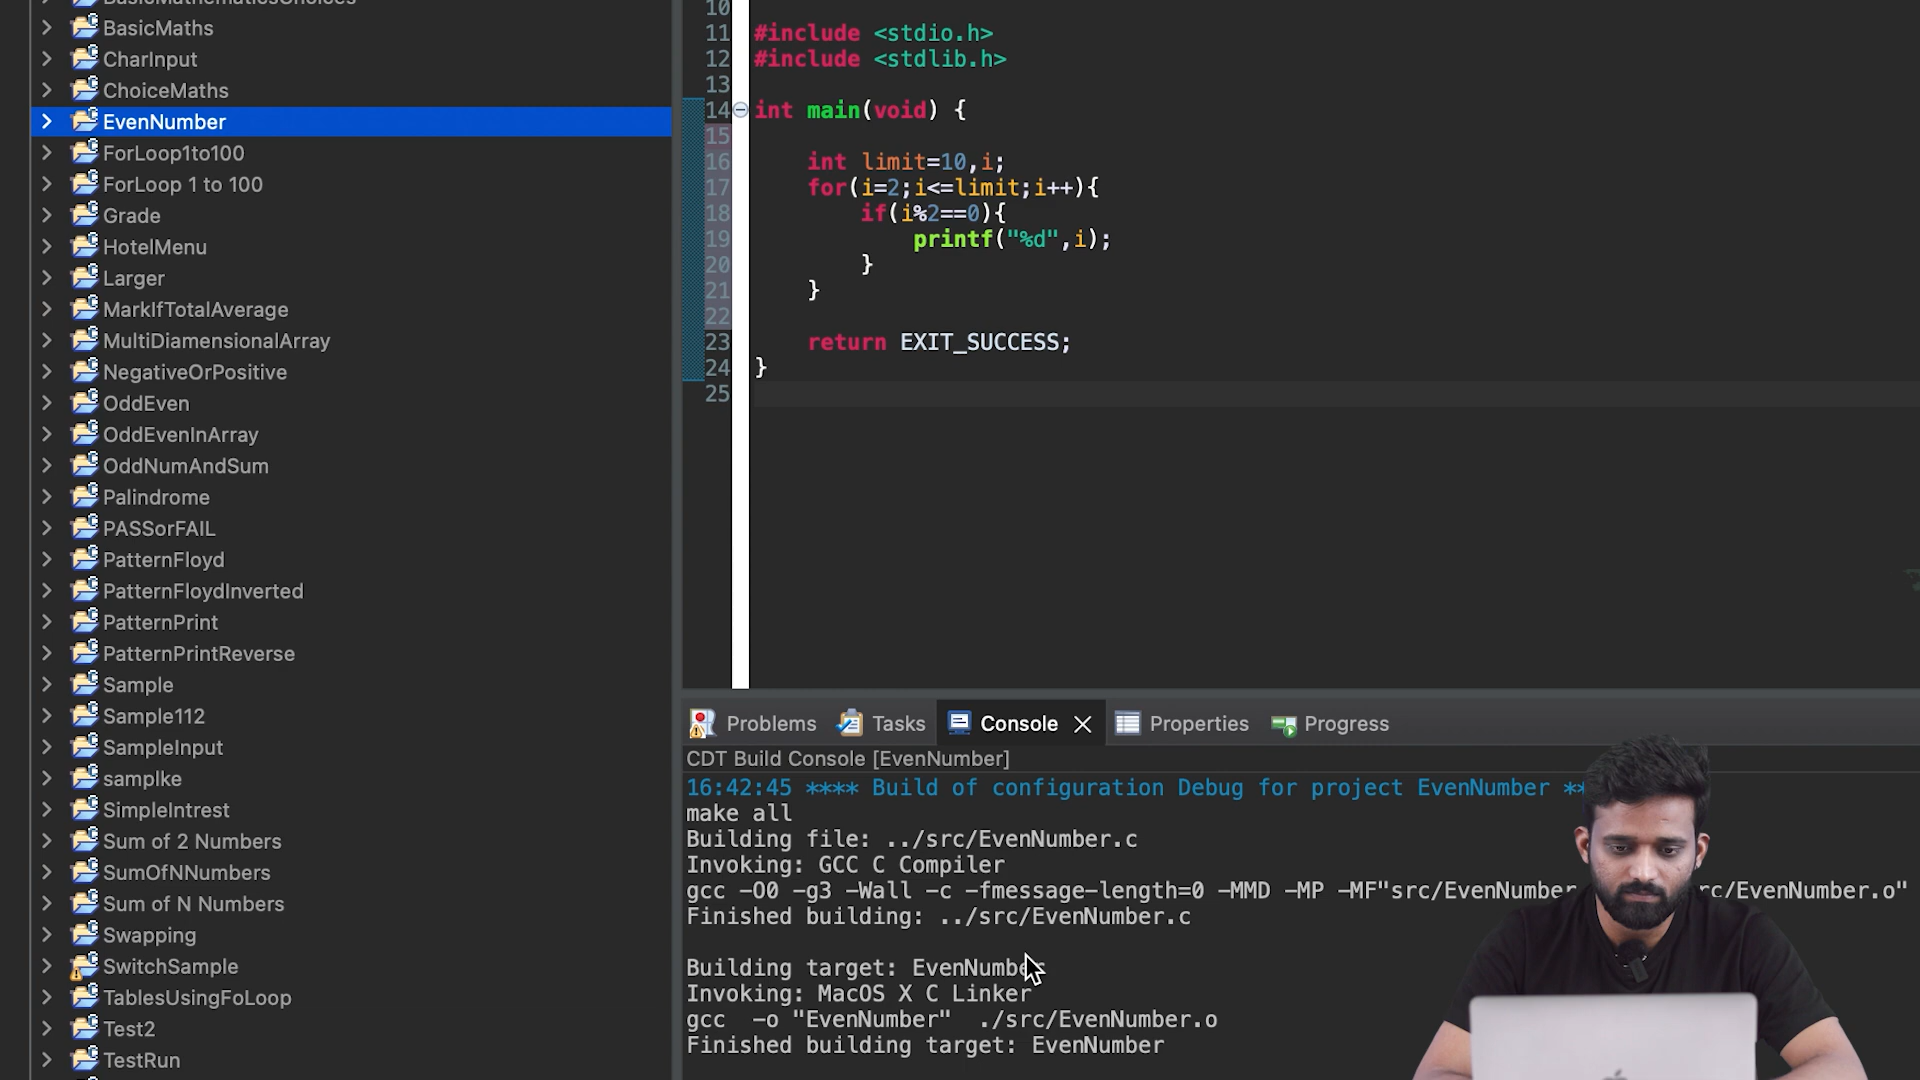 BasicMathematicsChoices
BasicMaths
CharInput
ChoiceMaths
EvenNumber
ForLoop1to100
ForLoop 1 to 100
Grade
HotelMenu
Larger
MarkIfTotalAverage
MultiDiamensionalArray
NegativeOrPositive
OddEven
OddEvenInArray
OddNumAndSum
Palindrome
PASSorFAIL
PatternFloyd
PatternFloydInverted
PatternPrint
PatternPrintReverse
Sample
Sample112
SampleInput
samplke
SimpleIntrest
Sum of 2 Numbers
SumOfNNumbers
Sum of N Numbers
Swapping
SwitchSample
TablesUsingFoLoop
Test2
TestRun
10
11 #include <stdio.h>
12 #include <stdlib.h>
13
14 int main(void) {
15
16 int limit=10,i;
17 for(i=2;i<=limit;i++){
18 if(i%2==0){
19 printf("%d",i);
20 }
21 }
22
23 return EXIT_SUCCESS;
24 }
25
Problems Tasks Console Properties Progress
CDT Build Console [EvenNumber]
16:42:45 **** Build of configuration Debug for project EvenNumber **
make all
Building file: ../src/EvenNumber.c
Invoking: GCC C Compiler
gcc -O0 -g3 -Wall -c -fmessage-length=0 -MMD -MP -MF"src/EvenNumber rc/EvenNumber.o"
Finished building: ../src/EvenNumber.c
Building target: EvenNumber
Invoking: MacOS X C Linker
gcc -o "EvenNumber" ./src/EvenNumber.o
Finished building target: EvenNumber